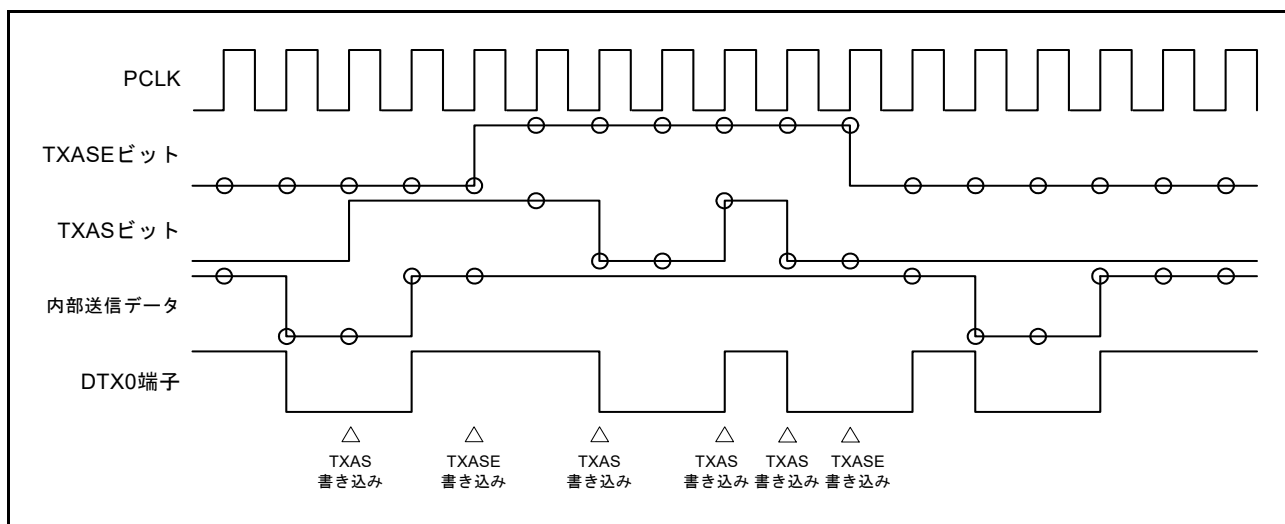 PCLK
TXASEビット
TXASビット
内部送信データ
DTX0端子
TXAS
書き込み
TXASE
書き込み
TXAS
書き込み
TXAS
書き込み
TXAS
書き込み
TXASE
書き込み